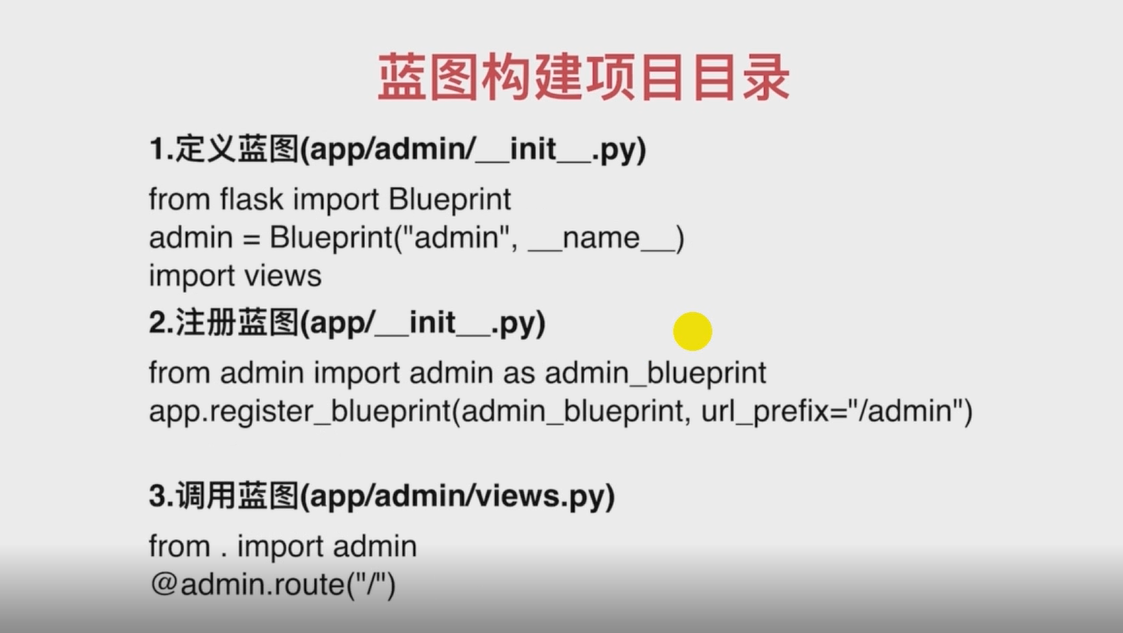 蓝图构建项目目录
1.定义蓝图(app/admin/__init__.py)
from flask import Blueprint
admin = Blueprint("admin", __name__)
import views
2.注册蓝图(app/__init__.py)
from admin import admin as admin_blueprint
app.register_blueprint(admin_blueprint, url_prefix="/admin")
3.调用蓝图(app/admin/views.py)
from . import admin
@admin.route("/")